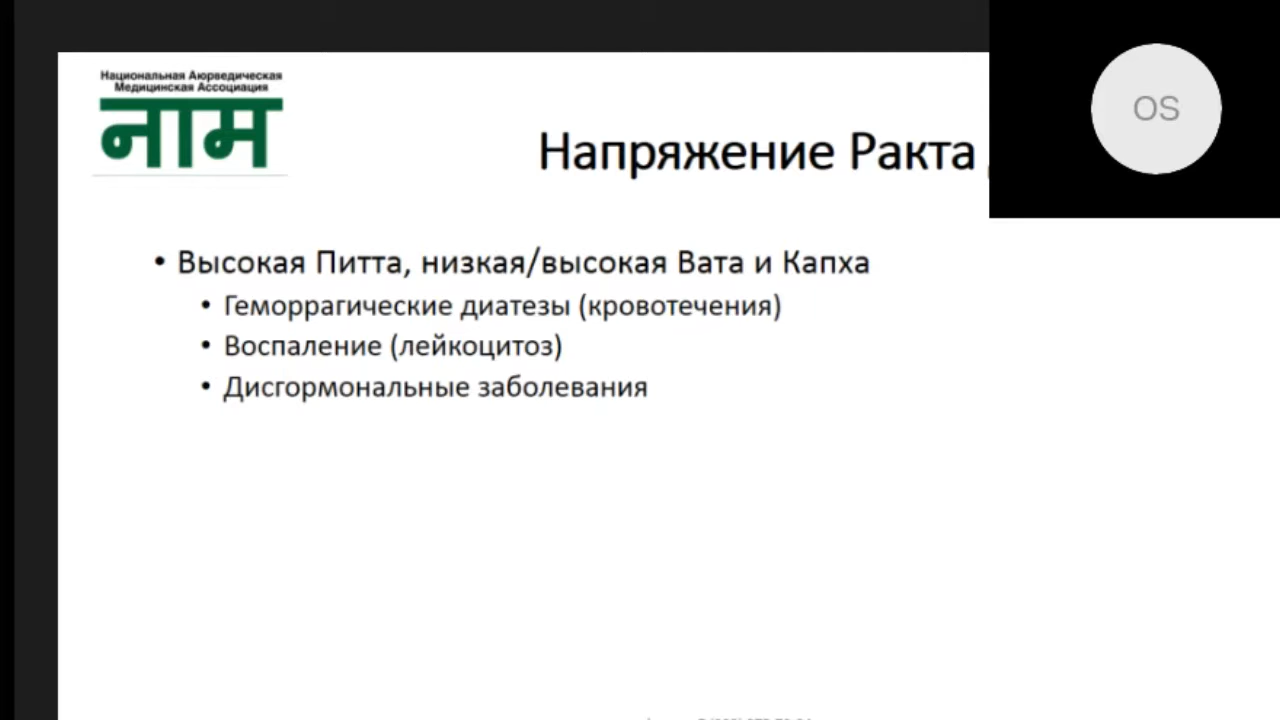 Национальная Аюрведическая
Медицинская Ассоциация
नाम
OS
Напряжение Ракта
• Высокая Питта, низкая/высокая Вата и Капха
• Геморрагические диатезы (кровотечения)
• Воспаление (лейкоцитоз)
• Дисгормональные заболевания